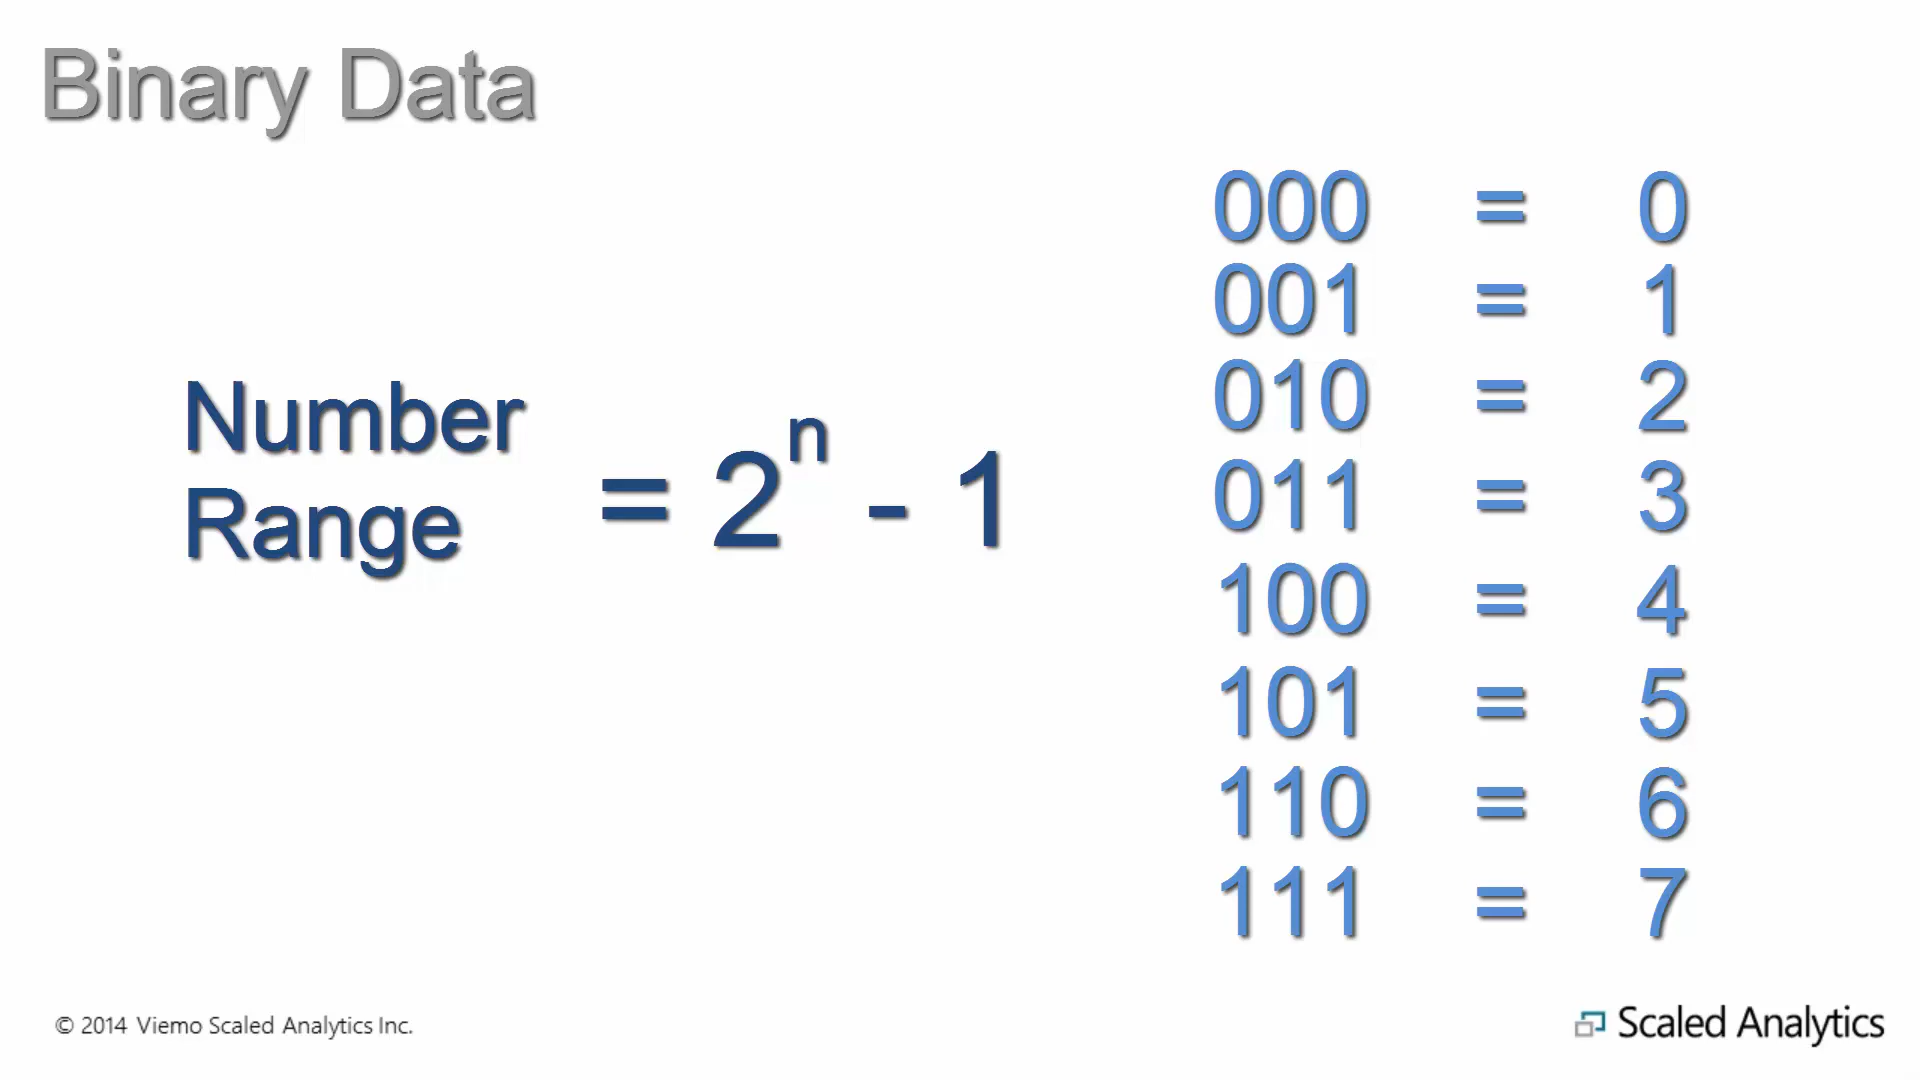 Binary Data
Number
Range
= 2ⁿ - 1
000 = 0
001 = 1
010 = 2
011 = 3
100 = 4
101 = 5
110 = 6
111 = 7
© 2014 Viemo Scaled Analytics Inc.
Scaled Analytics